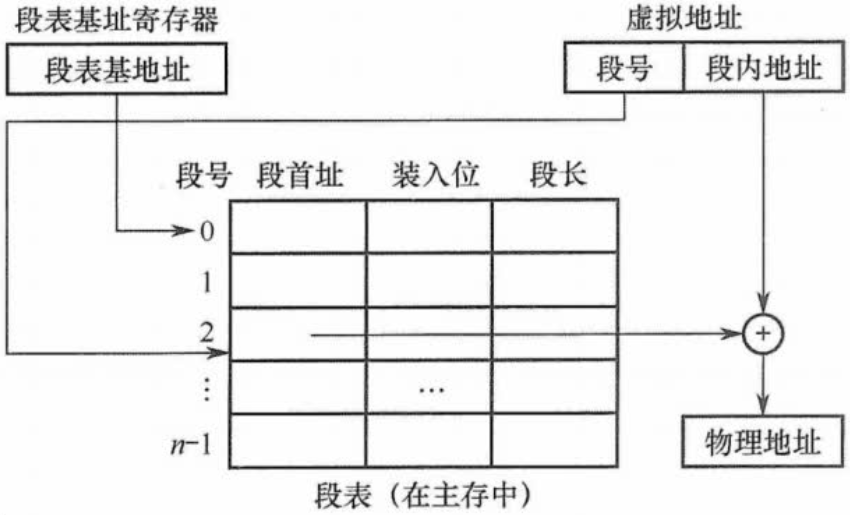 段表基址寄存器
虚拟地址
段表基地址
段号 段内地址
段号 段首址 装入位 段长
0
1
2
+
⋮
…
n-1
物理地址
段表（在主存中）